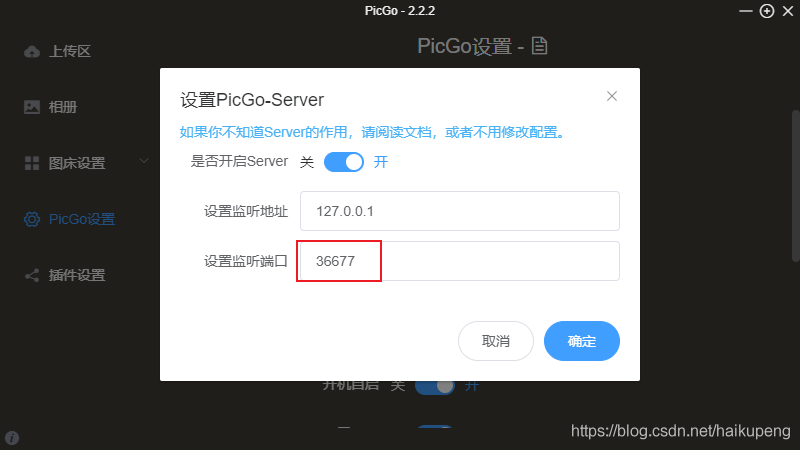 PicGo - 2.2.2
上传区
PicGo设置 -
相册
图床设置
PicGo设置
插件设置
设置PicGo-Server
如果你不知道Server的作用，请阅读文档，或者不用修改配置。
是否开启Server 关 开
设置监听地址 127.0.0.1
设置监听端口 36677
取消 确定
开机自启 关 开
https://blog.csdn.net/haikupeng